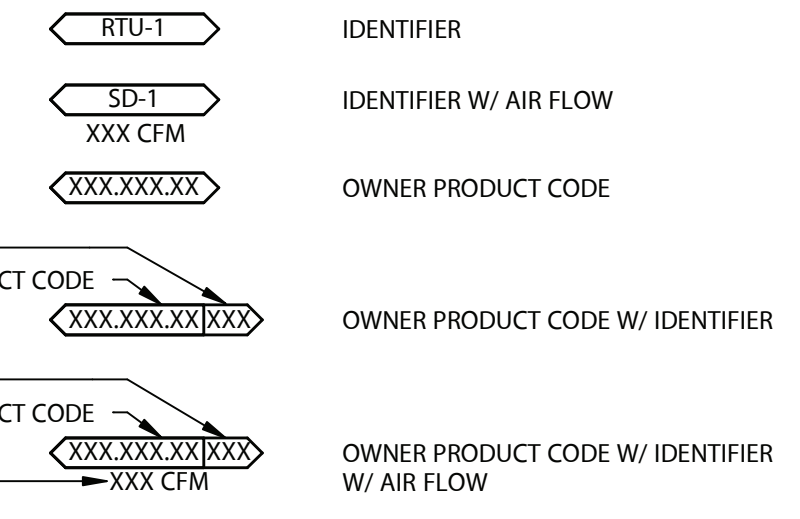 RTU-1 IDENTIFIER
SD-1 IDENTIFIER W/ AIR FLOW
XXX CFM
XXX.XXX.XX OWNER PRODUCT CODE
CT CODE
XXX.XXX.XX XXX OWNER PRODUCT CODE W/ IDENTIFIER
CT CODE
XXX.XXX.XX XXX OWNER PRODUCT CODE W/ IDENTIFIER
XXX CFM W/ AIR FLOW